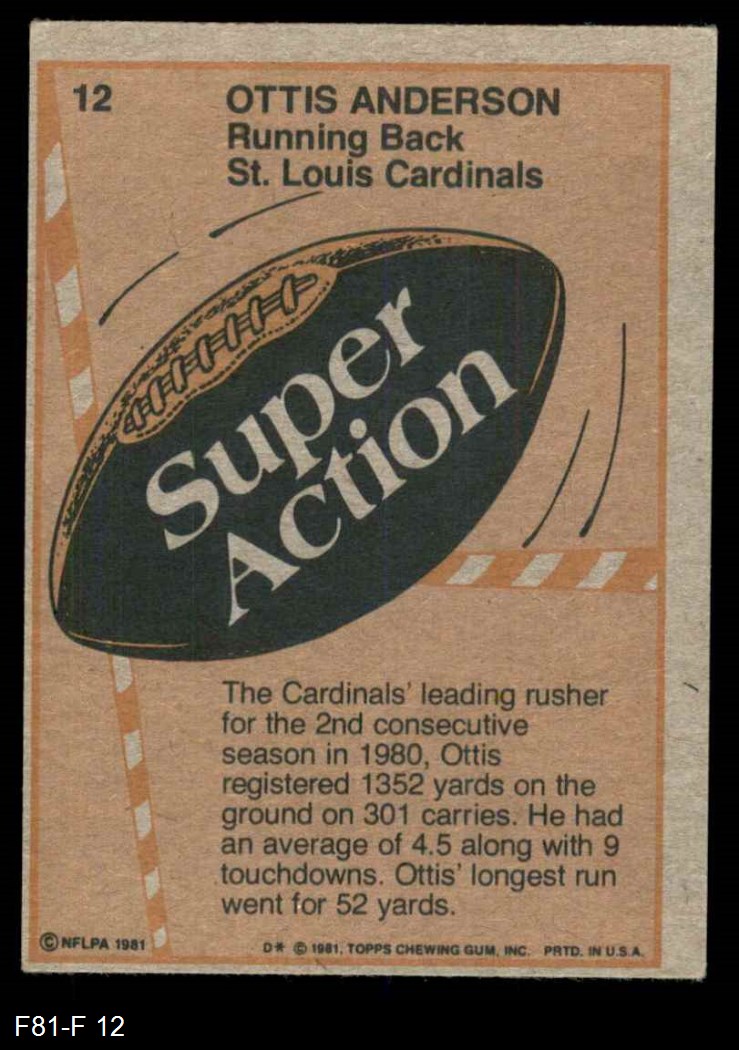 12
OTTIS ANDERSON
Running Back
St. Louis Cardinals
Super
Action
The Cardinals' leading rusher
for the 2nd consecutive
season in 1980, Ottis
registered 1352 yards on the
ground on 301 carries. He had
an average of 4.5 along with 9
touchdowns. Ottis' longest run
went for 52 yards.
©NFLPA 1981
D* © 1981, TOPPS CHEWING GUM, INC. PRTD. IN U.S.A.
F81-F 12